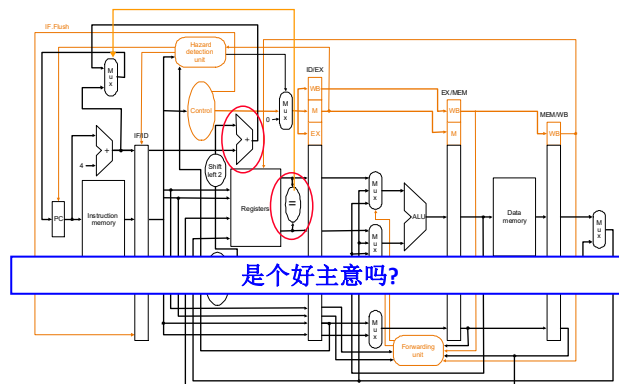 IF.Flush
Hazard
detection
unit
M
u
x
ID/EX
WB
EX/MEM
Control
M
u
x
0
M
WB
MEM/WB
IF/ID
EX
M
WB
+
+
4
Shift
left 2
PC
Instruction
memory
Registers
=
M
u
x
ALU
Data
memory
M
u
x
M
u
x
是个好主意吗?
M
u
x
Forwarding
unit